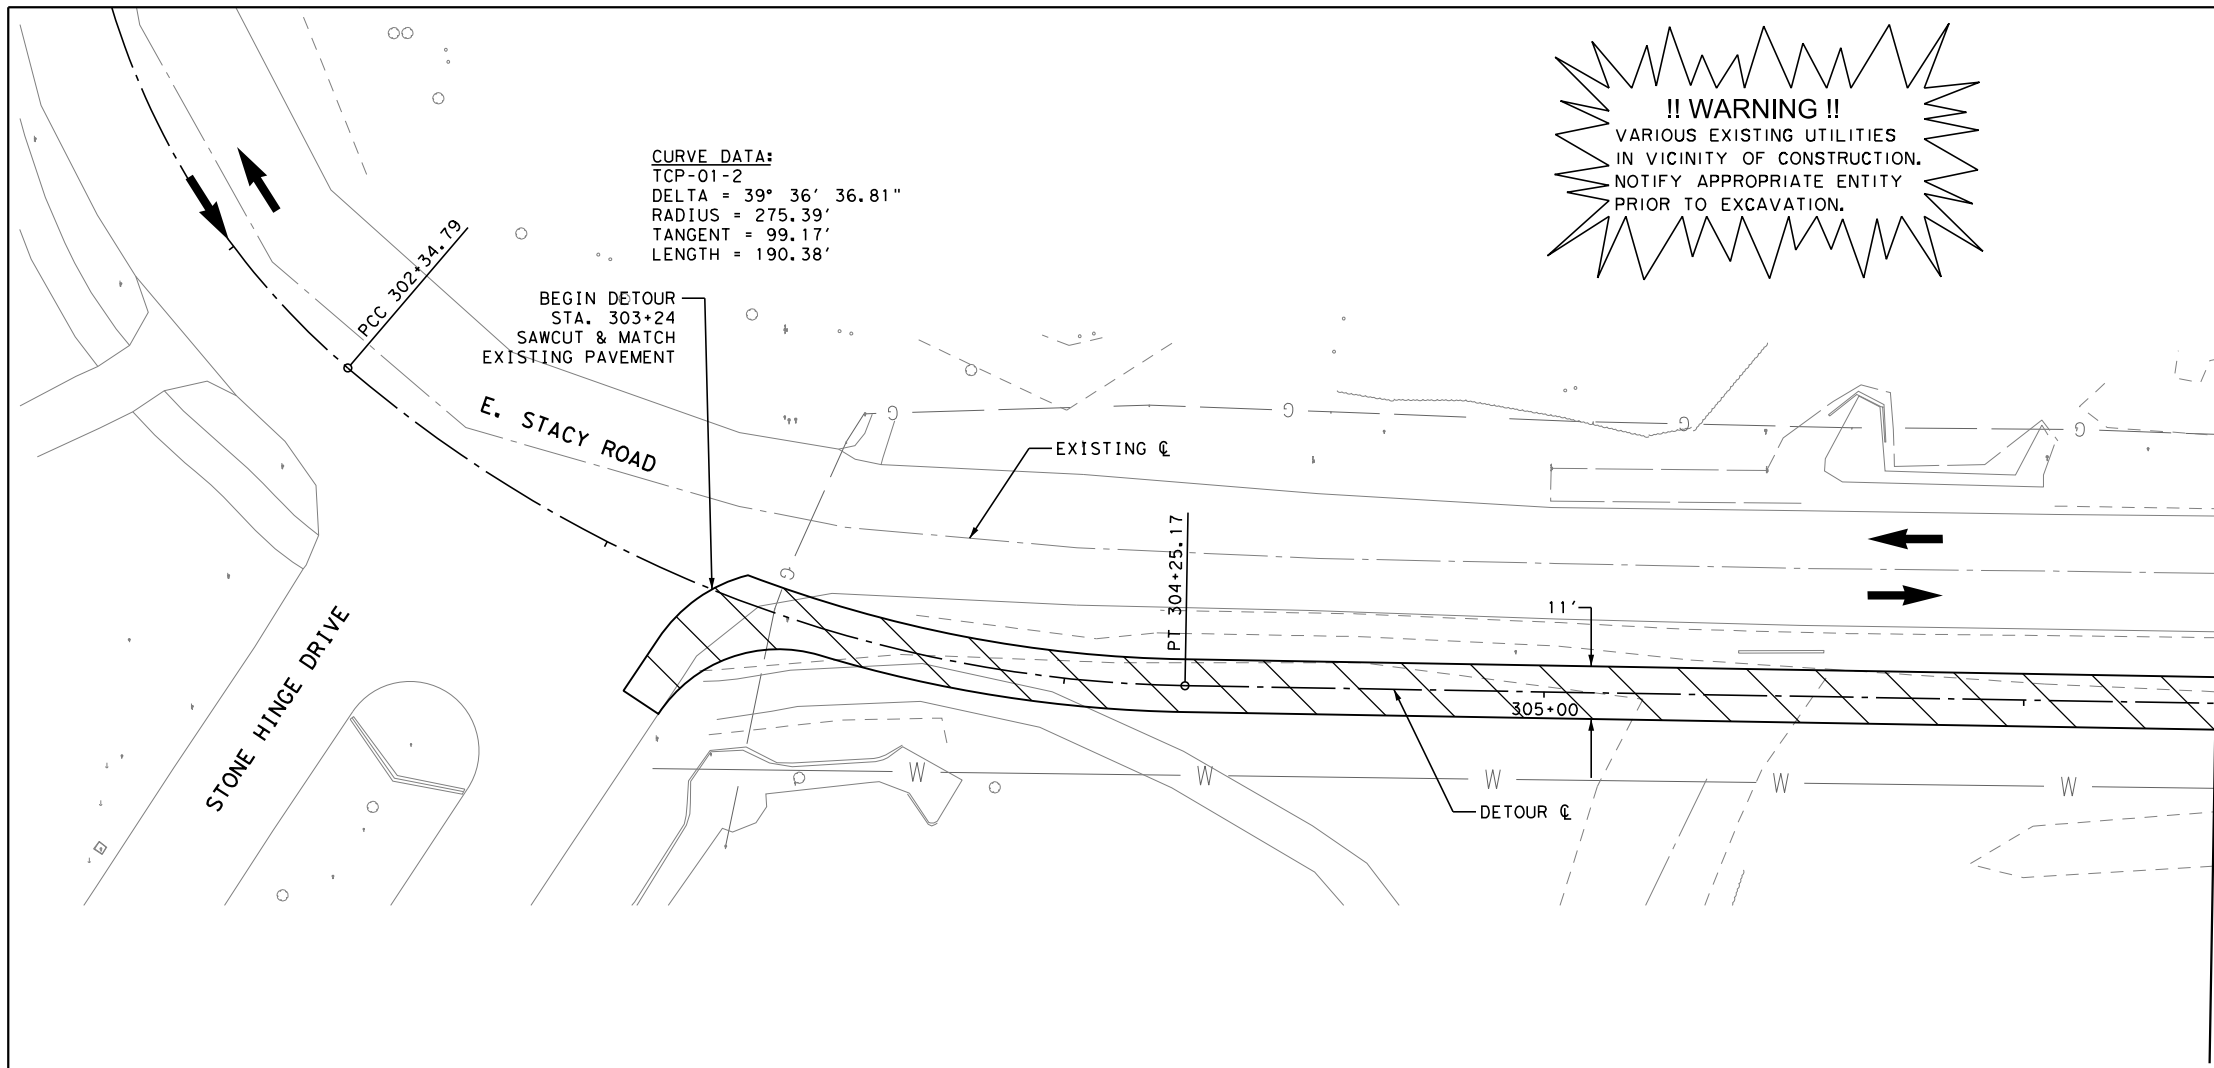 !! WARNING !!
VARIOUS EXISTING UTILITIES
IN VICINITY OF CONSTRUCTION.
NOTIFY APPROPRIATE ENTITY
PRIOR TO EXCAVATION.
CURVE DATA:
TCP-01-2
DELTA = 39° 36′ 36.81"
RADIUS = 275.39′
TANGENT = 99.17′
LENGTH = 190.38′
PCC 302+34.79
BEGIN DETOUR
STA. 303+24
SAWCUT & MATCH
EXISTING PAVEMENT
E. STACY ROAD
G
G
G
G
EXISTING ℄
G
PT 304+25.17
11′
305+00
STONE HINGE DRIVE
W
W
W
W
W
DETOUR ℄